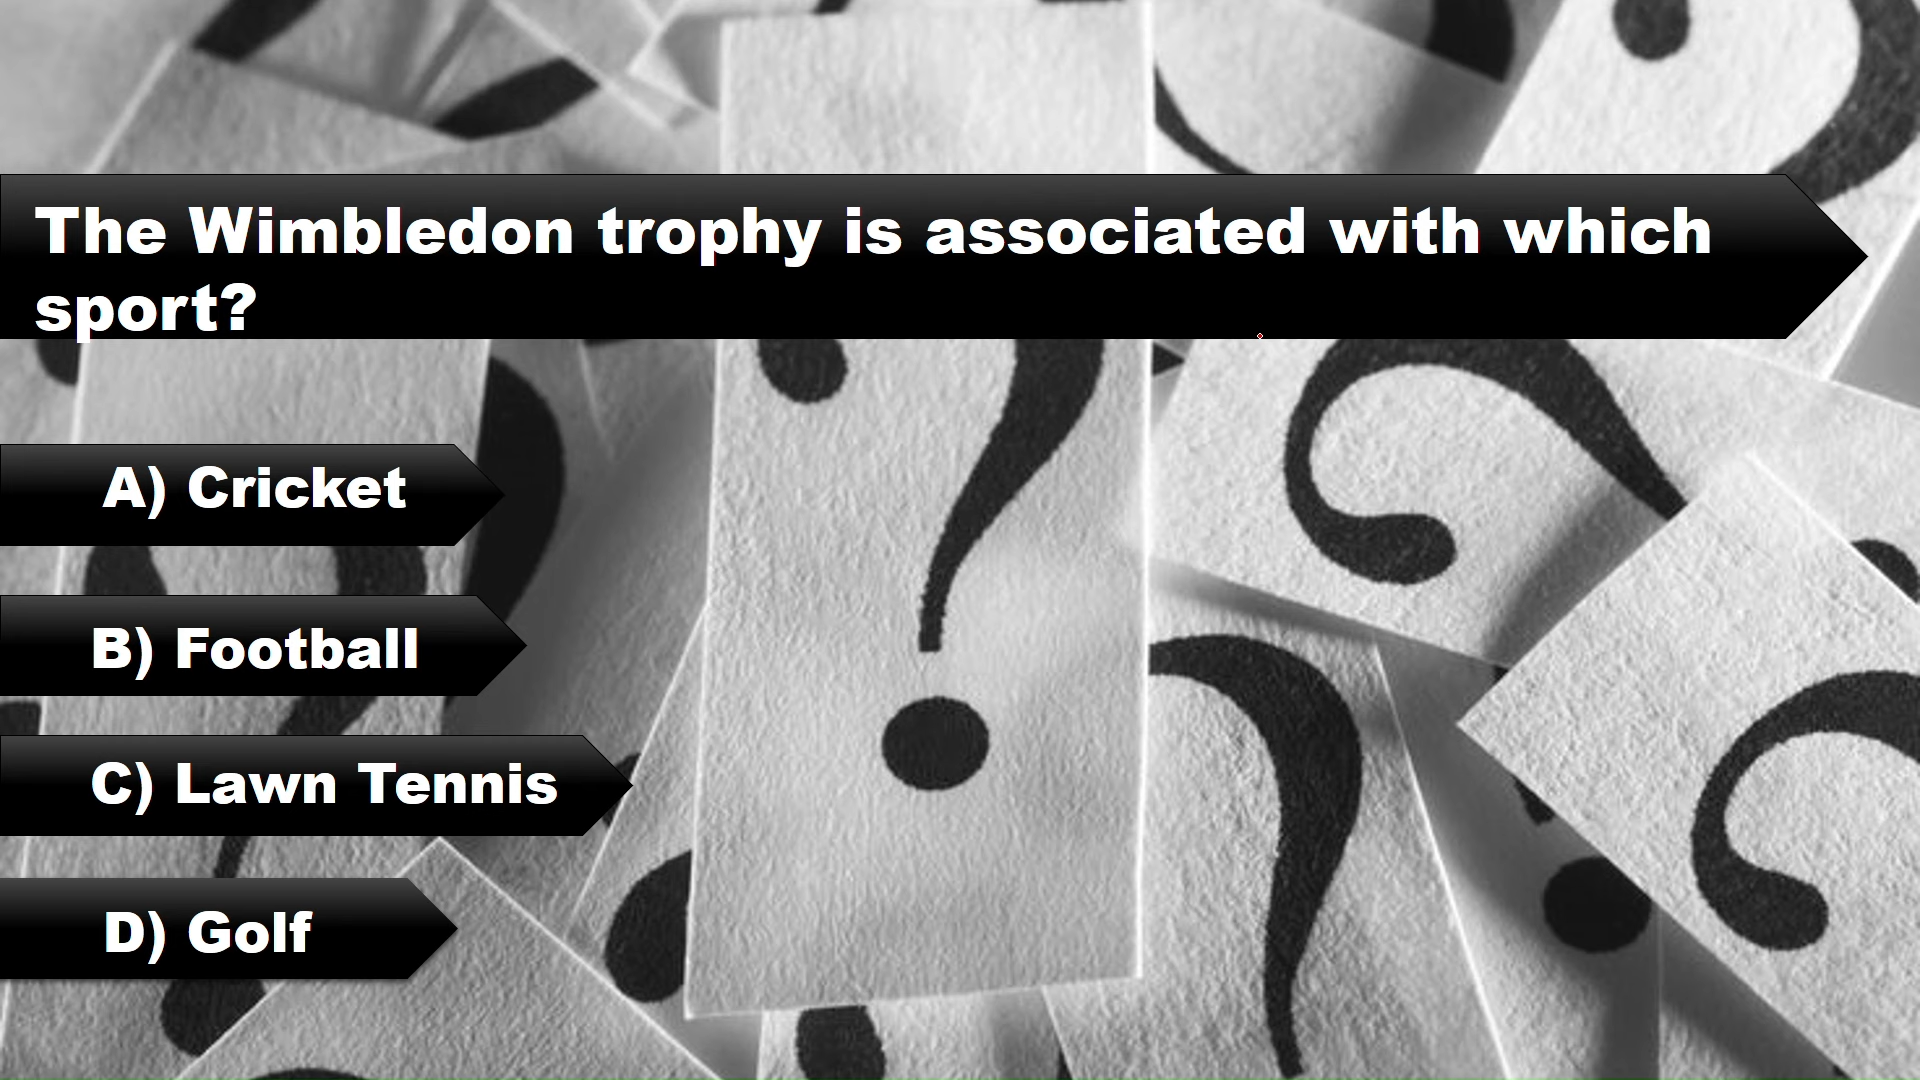 The Wimbledon trophy is associated with which
sport?
A) Cricket
B) Football
C) Lawn Tennis
D) Golf